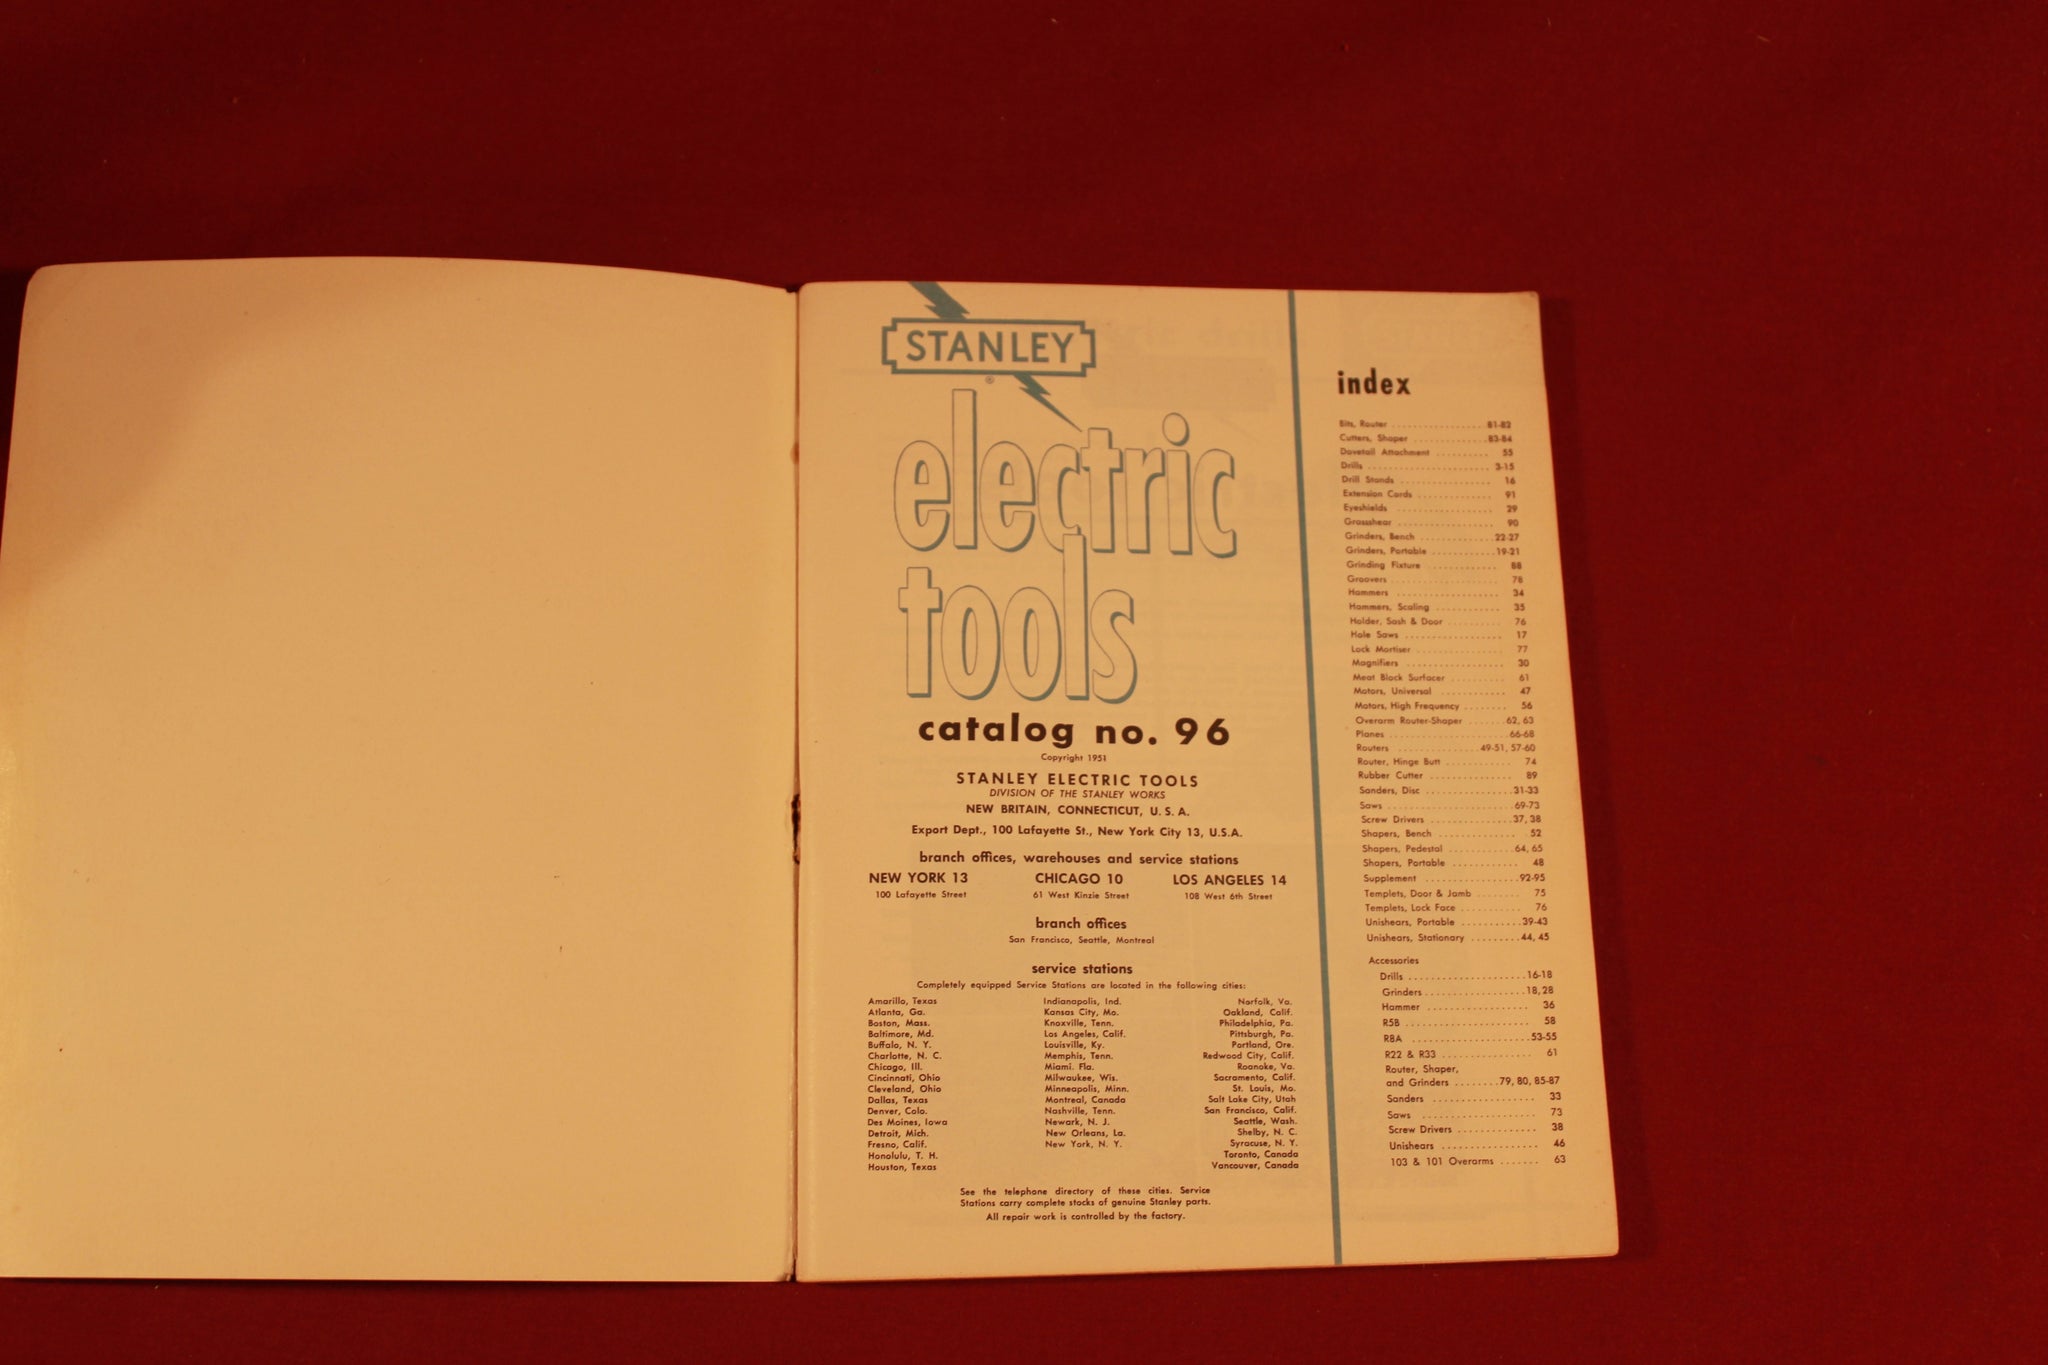 STANLEY
®
electric
tools
catalog no. 96
Copyright 1951
STANLEY ELECTRIC TOOLS
DIVISION OF THE STANLEY WORKS
NEW BRITAIN, CONNECTICUT, U. S. A.
Export Dept., 100 Lafayette St., New York City 13, U.S.A.
branch offices, warehouses and service stations
NEW YORK 13
100 Lafayette Street
CHICAGO 10
61 West Kinzie Street
LOS ANGELES 14
108 West 6th Street
branch offices
San Francisco, Seattle, Montreal
service stations
Completely equipped Service Stations are located in the following cities:
Amarillo, Texas
Atlanta, Ga.
Boston, Mass.
Baltimore, Md.
Buffalo, N. Y.
Charlotte, N. C.
Chicago, Ill.
Cincinnati, Ohio
Cleveland, Ohio
Dallas, Texas
Denver, Colo.
Des Moines, Iowa
Detroit, Mich.
Fresno, Calif.
Honolulu, T. H.
Houston, Texas
Indianapolis, Ind.
Kansas City, Mo.
Knoxville, Tenn.
Los Angeles, Calif.
Louisville, Ky.
Memphis, Tenn.
Miami. Fla.
Milwaukee, Wis.
Minneapolis, Minn.
Montreal, Canada
Nashville, Tenn.
Newark, N. J.
New Orleans, La.
New York, N. Y.
Norfolk, Va.
Oakland, Calif.
Philadelphia, Pa.
Pittsburgh, Pa.
Portland, Ore.
Redwood City, Calif.
Roanoke, Va.
Sacramento, Calif.
St. Louis, Mo.
Salt Lake City, Utah
San Francisco, Calif.
Seattle, Wash.
Shelby, N. C.
Syracuse, N. Y.
Toronto, Canada
Vancouver, Canada
See the telephone directory of these cities. Service
Stations carry complete stocks of genuine Stanley parts.
All repair work is controlled by the factory.
index
Bits, Router 81-82
Cutters, Shaper 83-84
Dovetail Attachment 55
Drills 3-15
Drill Stands 16
Extension Cords 91
Eyeshields 29
Grassshear 90
Grinders, Bench 22-27
Grinders, Portable 19-21
Grinding Fixture 88
Groovers 78
Hammers 34
Hammers, Scaling 35
Holder, Sash & Door 76
Hole Saws 17
Lock Mortiser 77
Magnifiers 30
Meat Block Surfacer 61
Motors, Universal 47
Motors, High Frequency 56
Overarm Router-Shaper 62, 63
Planes 66-68
Routers 49-51, 57-60
Router, Hinge Butt 74
Rubber Cutter 89
Sanders, Disc 31-33
Saws 69-73
Screw Drivers 37, 38
Shapers, Bench 52
Shapers, Pedestal 64, 65
Shapers, Portable 48
Supplement 92-95
Templets, Door & Jamb 75
Templets, Lock Face 76
Unishears, Portable 39-43
Unishears, Stationary 44, 45
Accessories
Drills 16-18
Grinders 18, 28
Hammer 36
R5B 58
R8A 53-55
R22 & R33 61
Router, Shaper,
and Grinders 79, 80, 85-87
Sanders 33
Saws 73
Screw Drivers 38
Unishears 46
103 & 101 Overarms 63